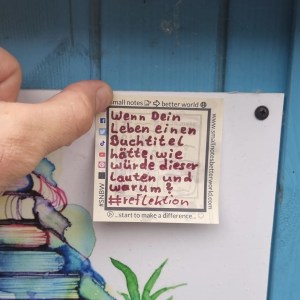 small notes ⇨ better world
Wenn Dein
Leben einen
Buchtitel
hätte, wie
würde dieser
lauten und
warum?
#reflektion
...start to make a difference...
www.smallnotesbetterworld.com
#SNBW